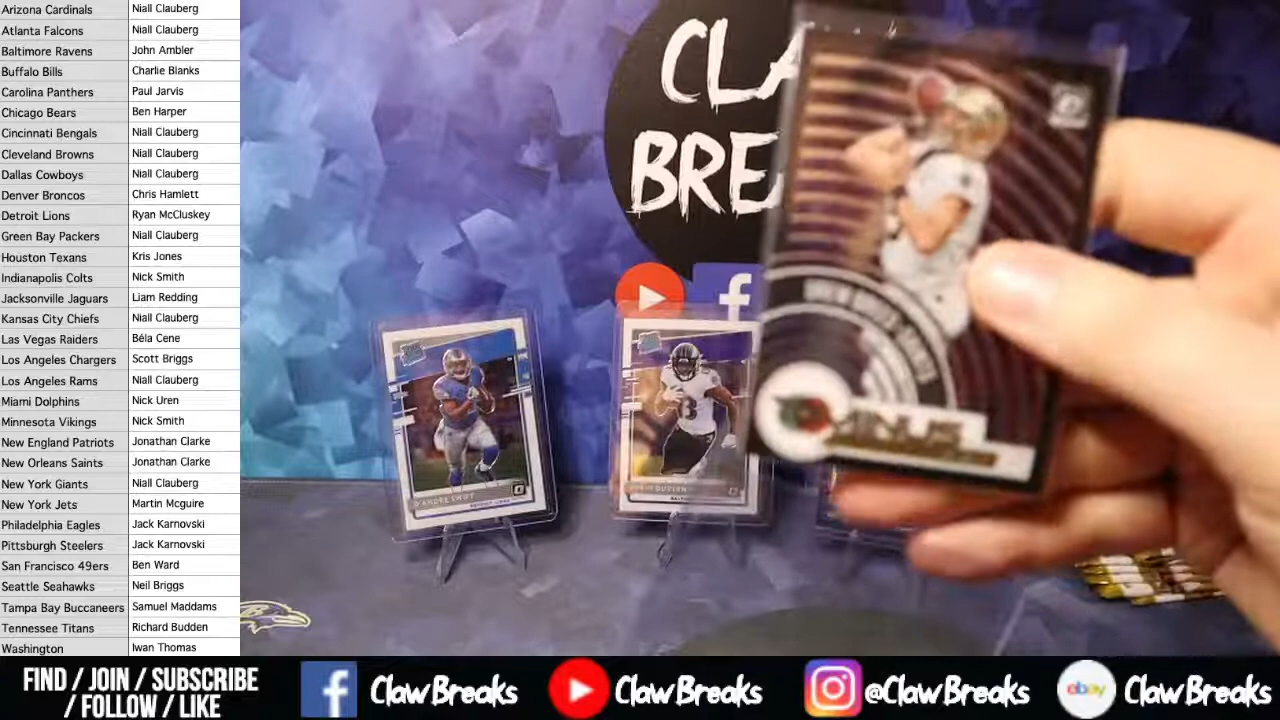 Arizona Cardinals Niall Clauberg
Atlanta Falcons Niall Clauberg
Baltimore Ravens John Ambler
Buffalo Bills Charlie Blanks
Carolina Panthers Paul Jarvis
Chicago Bears Ben Harper
Cincinnati Bengals Niall Clauberg
Cleveland Browns Niall Clauberg
Dallas Cowboys Niall Clauberg
Denver Broncos Chris Hamlett
Detroit Lions Ryan McCluskey
Green Bay Packers Niall Clauberg
Houston Texans Kris Jones
Indianapolis Colts Nick Smith
Jacksonville Jaguars Liam Redding
Kansas City Chiefs Niall Clauberg
Las Vegas Raiders Béla Cene
Los Angeles Chargers Scott Briggs
Los Angeles Rams Niall Clauberg
Miami Dolphins Nick Uren
Minnesota Vikings Nick Smith
New England Patriots Jonathan Clarke
New Orleans Saints Jonathan Clarke
New York Giants Niall Clauberg
New York Jets Martin Mcguire
Philadelphia Eagles Jack Karnovski
Pittsburgh Steelers Jack Karnovski
San Francisco 49ers Ben Ward
Seattle Seahawks Neil Briggs
Tampa Bay Buccaneers Samuel Maddams
Tennessee Titans Richard Budden
Washington Iwan Thomas
CLA
BREA
D'ANDRE SWIFT
FIND / JOIN / SUBSCRIBE
/ FOLLOW / LIKE
ClawBreaks
ClawBreaks
@ClawBreaks
ebay ClawBreaks